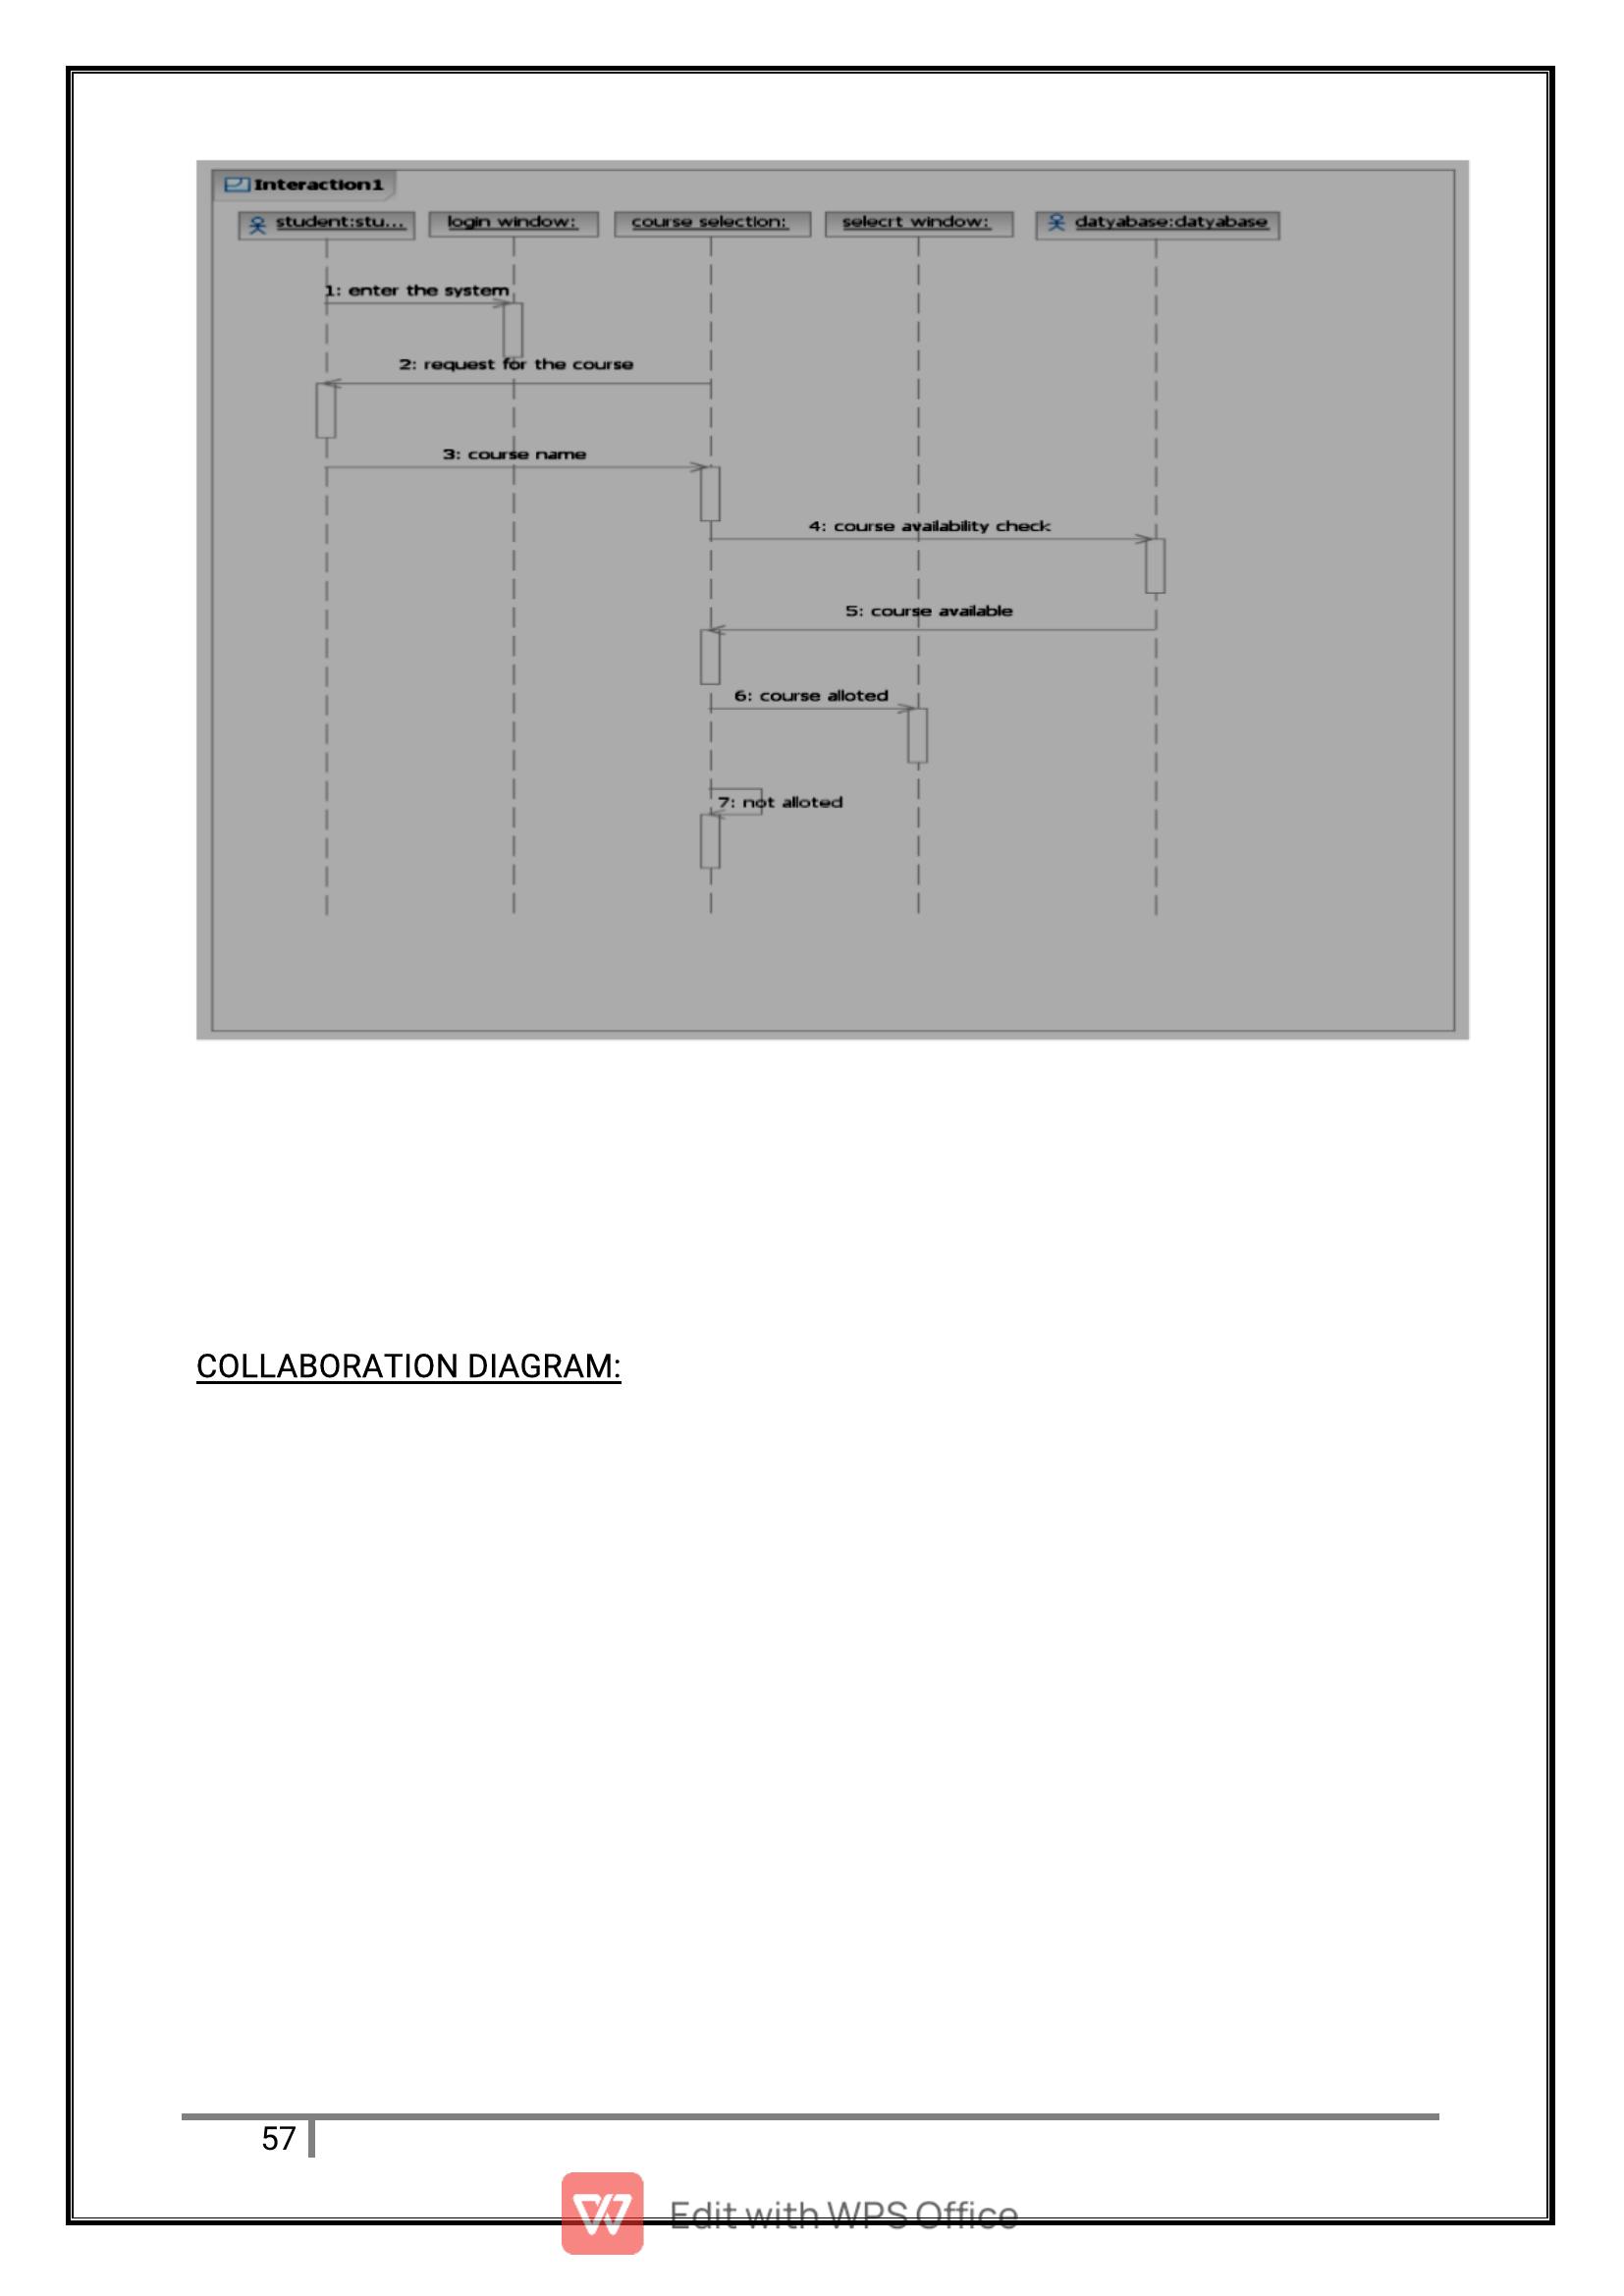 Interaction1
student:stu... login window: course selection: selecrt window: datyabase:datyabase
1: enter the system
2: request for the course
3: course name
4: course availability check
5: course available
6: course alloted
7: not alloted
COLLABORATION DIAGRAM:
57
Edit with WPS Office